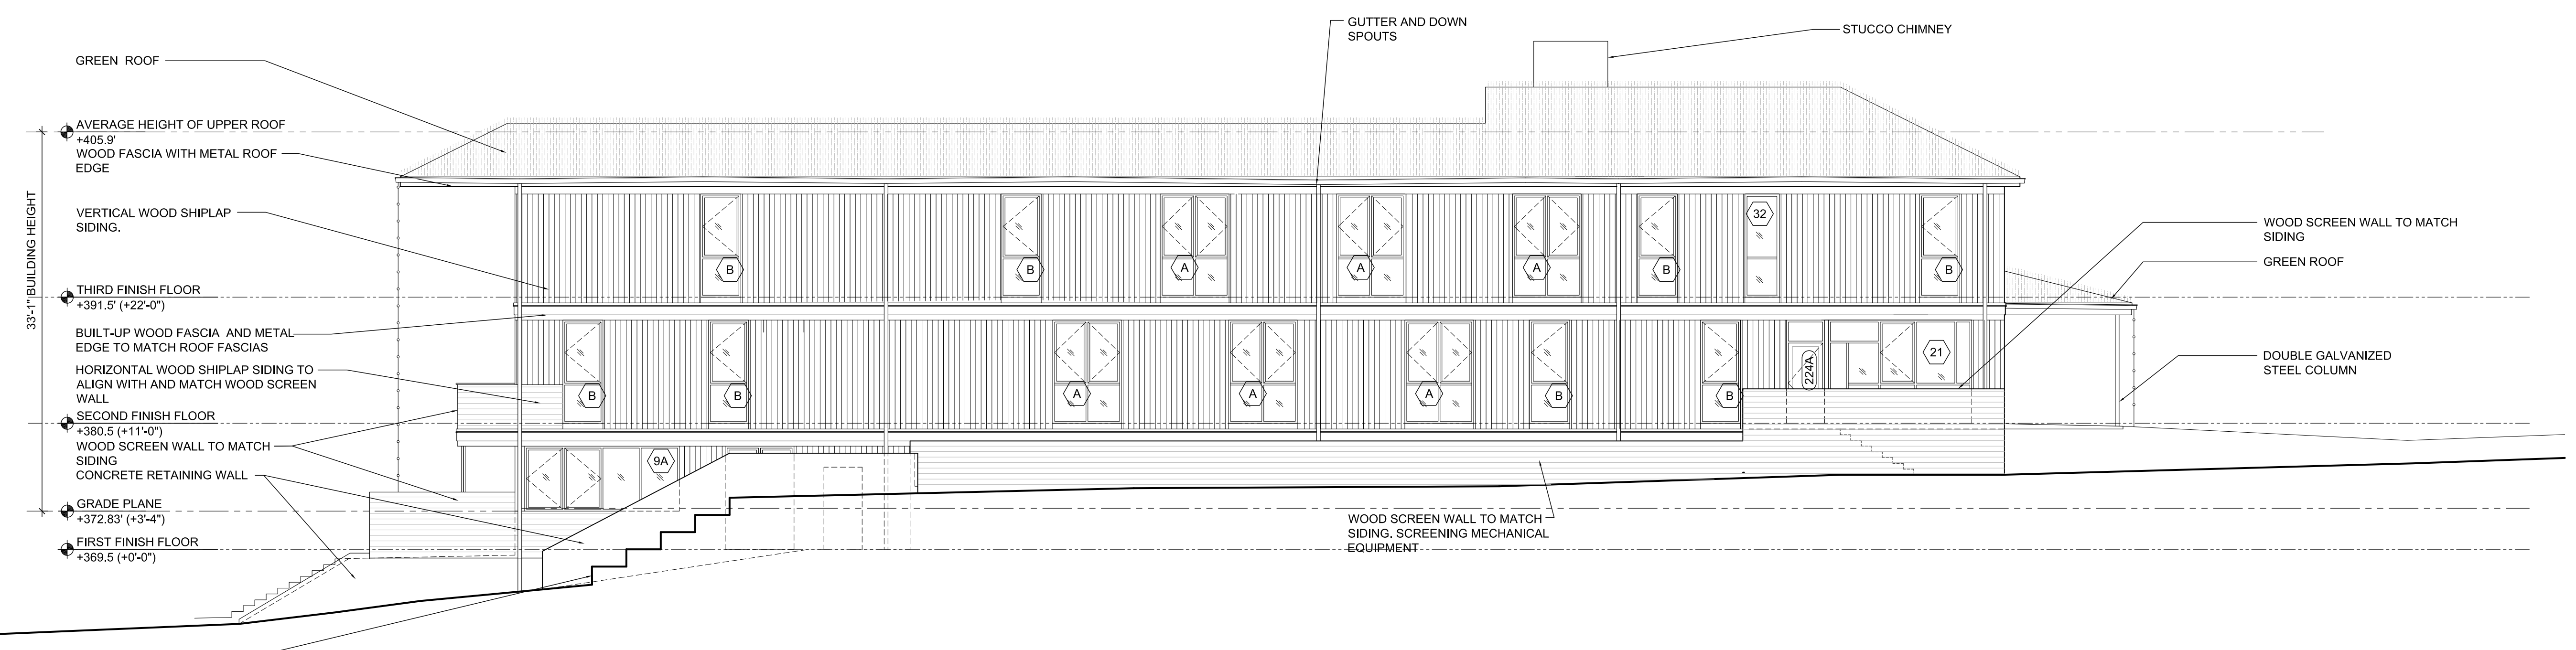 GUTTER AND DOWN
SPOUTS
STUCCO CHIMNEY
GREEN ROOF
AVERAGE HEIGHT OF UPPER ROOF
+405.9'
WOOD FASCIA WITH METAL ROOF
EDGE
33'-1" BUILDING HEIGHT
VERTICAL WOOD SHIPLAP
SIDING.
THIRD FINISH FLOOR
+391.5' (+22'-0")
BUILT-UP WOOD FASCIA AND METAL
EDGE TO MATCH ROOF FASCIAS
HORIZONTAL WOOD SHIPLAP SIDING TO
ALIGN WITH AND MATCH WOOD SCREEN
WALL
SECOND FINISH FLOOR
+380.5 (+11'-0")
WOOD SCREEN WALL TO MATCH
SIDING
CONCRETE RETAINING WALL
GRADE PLANE
+372.83' (+3'-4")
FIRST FINISH FLOOR
+369.5 (+0'-0")
32
B
B
A
A
A
B
B
21
224A
B
B
A
A
A
B
B
9A
WOOD SCREEN WALL TO MATCH
SIDING. SCREENING MECHANICAL
EQUIPMENT
WOOD SCREEN WALL TO MATCH
SIDING
GREEN ROOF
DOUBLE GALVANIZED
STEEL COLUMN